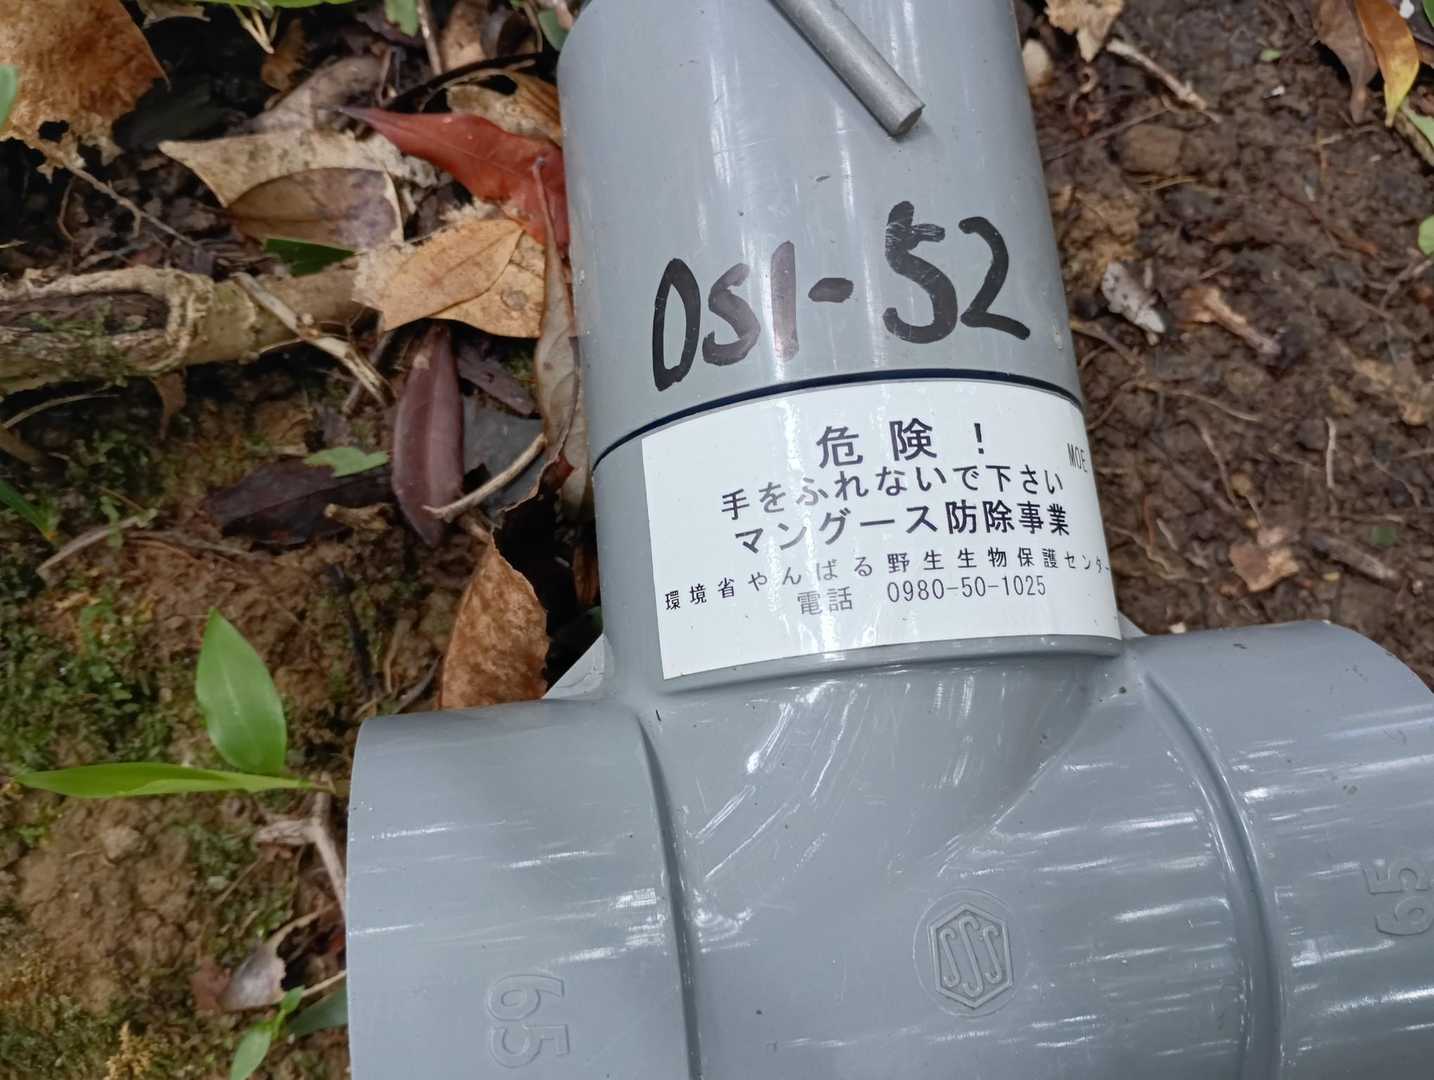 DS1-52
危険！
MOE
手をふれないで下さい
マングース防除事業
環境省やんばる野生生物保護センター
電話 0980-50-1025
SSS
65
65